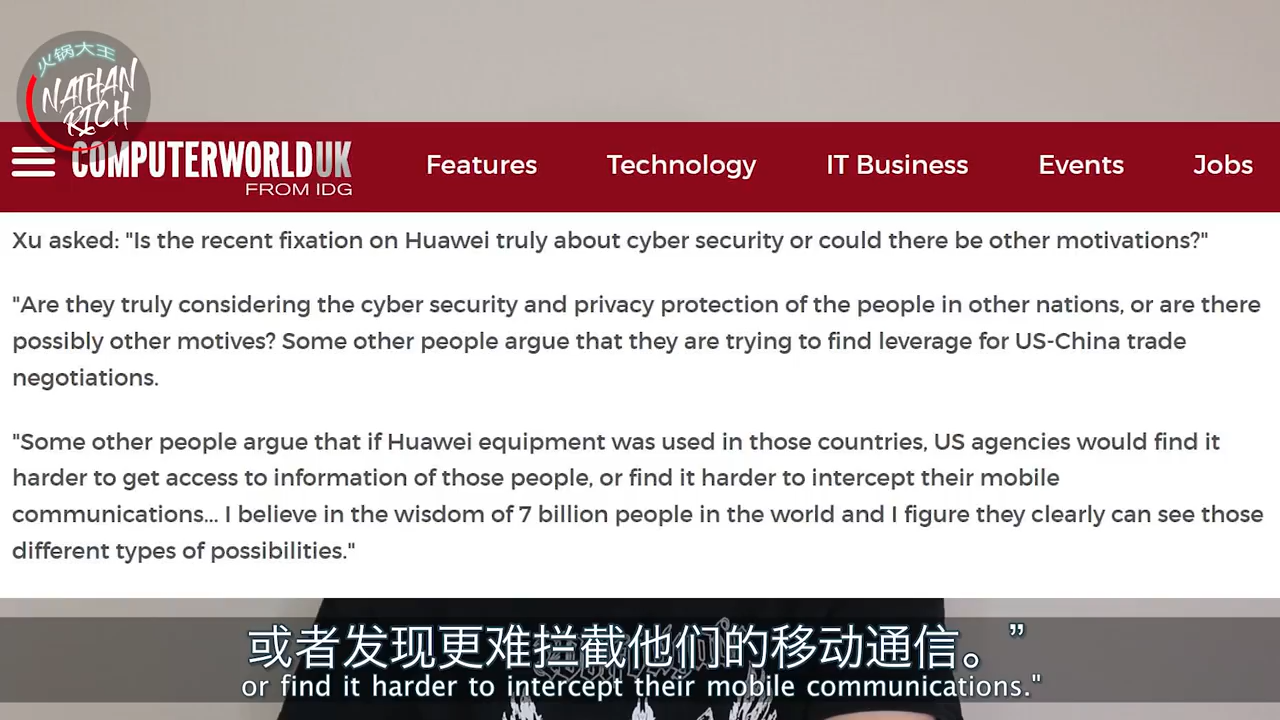 火锅大王
NATHAN
RICH
COMPUTERWORLDUK
FROM IDG
Features
Technology
IT Business
Events
Jobs
Xu asked: "Is the recent fixation on Huawei truly about cyber security or could there be other motivations?"
"Are they truly considering the cyber security and privacy protection of the people in other nations, or are there
possibly other motives? Some other people argue that they are trying to find leverage for US-China trade
negotiations.
"Some other people argue that if Huawei equipment was used in those countries, US agencies would find it
harder to get access to information of those people, or find it harder to intercept their mobile
communications... I believe in the wisdom of 7 billion people in the world and I figure they clearly can see those
different types of possibilities."
或者发现更难拦截他们的移动通信。”
or find it harder to intercept their mobile communications."